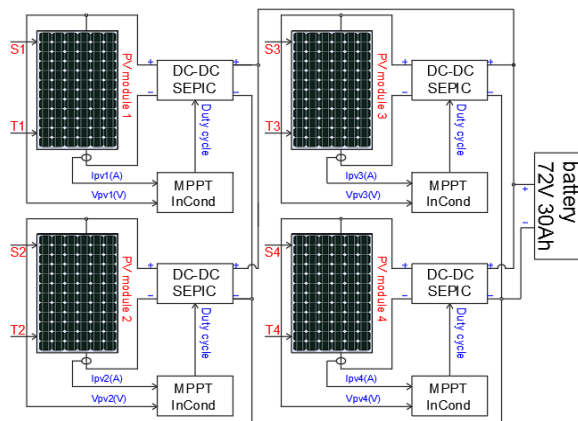 S1
T1
PV module 1
+
+
−
−
DC-DC
SEPIC
Duty cycle
Ipv1(A)
Vpv1(V)
MPPT
InCond
S3
T3
PV module 3
+
+
−
−
DC-DC
SEPIC
Duty cycle
Ipv3(A)
Vpv3(V)
MPPT
InCond
S2
T2
PV module 2
+
+
−
−
DC-DC
SEPIC
Duty cycle
Ipv2(A)
Vpv2(V)
MPPT
InCond
S4
T4
PV module 4
+
+
−
−
DC-DC
SEPIC
Duty cycle
Ipv4(A)
Vpv4(V)
MPPT
InCond
+
−
battery
72V 30Ah